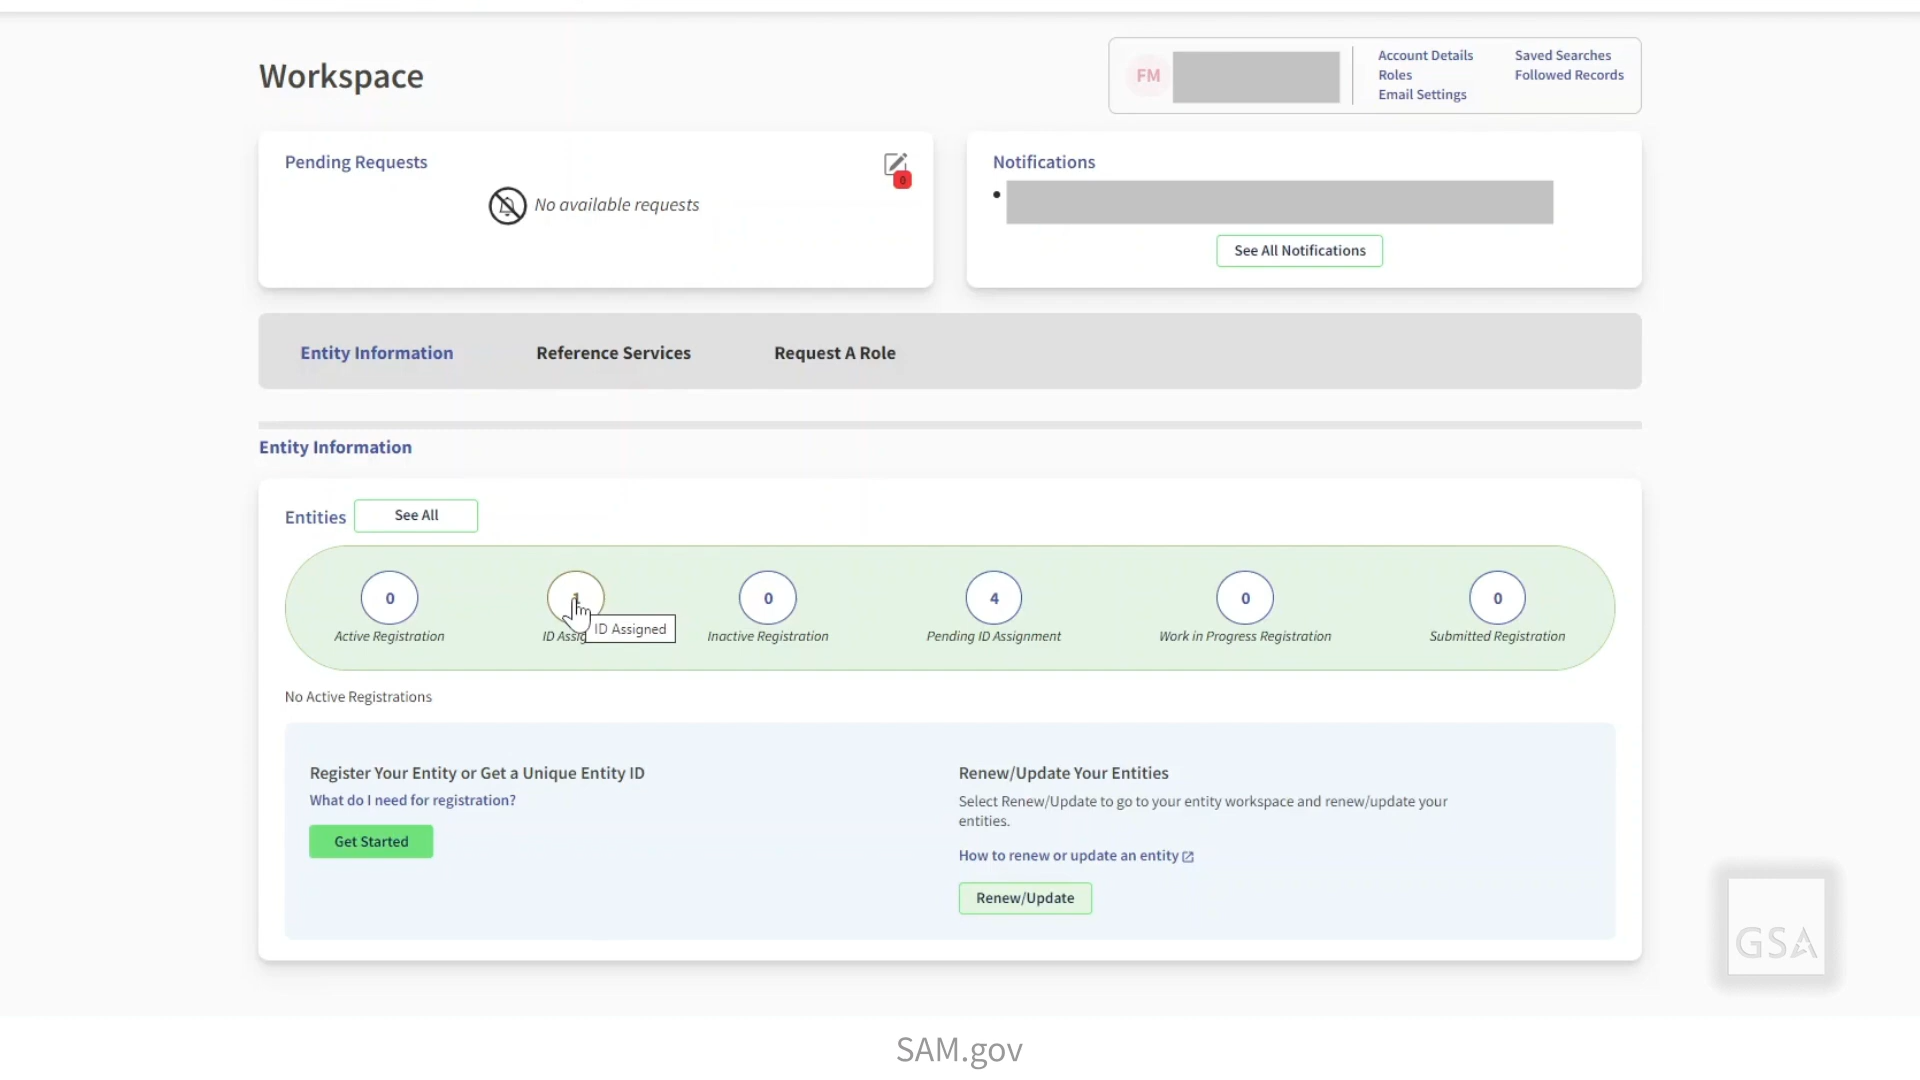 Workspace
FM
Account Details
Roles
Email Settings
Saved Searches
Followed Records
Pending Requests
0
No available requests
Notifications
See All Notifications
Entity Information
Reference Services
Request A Role
Entity Information
Entities
See All
0
Active Registration
ID Assigned
0
Inactive Registration
4
Pending ID Assignment
0
Work in Progress Registration
0
Submitted Registration
No Active Registrations
Register Your Entity or Get a Unique Entity ID
What do I need for registration?
Get Started
Renew/Update Your Entities
Select Renew/Update to go to your entity workspace and renew/update your
entities.
How to renew or update an entity
Renew/Update
GSA
SAM.gov